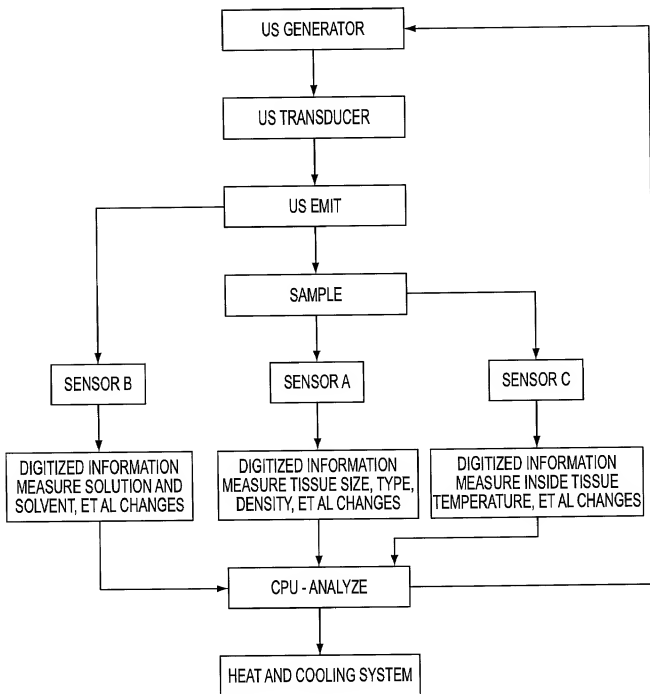 US GENERATOR
US TRANSDUCER
US EMIT
SAMPLE
SENSOR B
SENSOR A
SENSOR C
DIGITIZED INFORMATION
MEASURE SOLUTION AND
SOLVENT, ET AL CHANGES
DIGITIZED INFORMATION
MEASURE TISSUE SIZE, TYPE,
DENSITY, ET AL CHANGES
DIGITIZED INFORMATION
MEASURE INSIDE TISSUE
TEMPERATURE, ET AL CHANGES
CPU - ANALYZE
HEAT AND COOLING SYSTEM